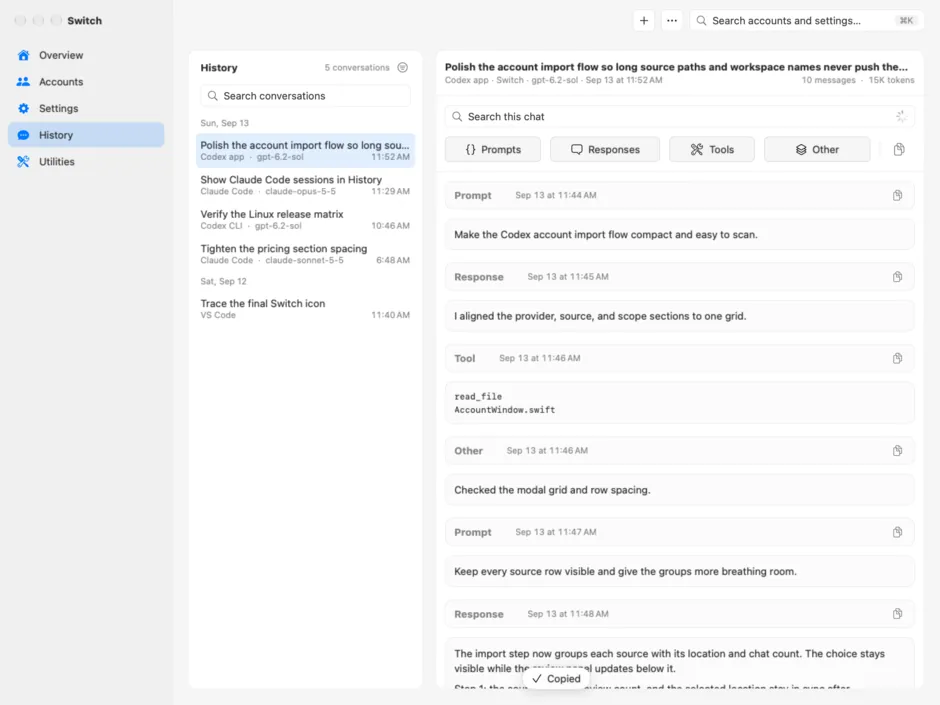 Switch
Search accounts and settings...
⌘K
Overview
Accounts
Settings
History
Utilities
History
5 conversations
Search conversations
Sun, Sep 13
Polish the account import flow so long sou...
Codex app · gpt-6.2-sol
11:52 AM
Show Claude Code sessions in History
Claude Code · claude-opus-5-5
11:29 AM
Verify the Linux release matrix
Codex CLI · gpt-6.2-sol
10:46 AM
Tighten the pricing section spacing
Claude Code · claude-sonnet-5-5
6:48 AM
Sat, Sep 12
Trace the final Switch icon
VS Code
11:40 AM
Polish the account import flow so long source paths and workspace names never push the...
Codex app · Switch · gpt-6.2-sol · Sep 13 at 11:52 AM
10 messages · 15K tokens
Search this chat
{} Prompts
Responses
Tools
Other
Prompt
Sep 13 at 11:44 AM
Make the Codex account import flow compact and easy to scan.
Response
Sep 13 at 11:45 AM
I aligned the provider, source, and scope sections to one grid.
Tool
Sep 13 at 11:46 AM
read_file
AccountWindow.swift
Other
Sep 13 at 11:46 AM
Checked the modal grid and row spacing.
Prompt
Sep 13 at 11:47 AM
Keep every source row visible and give the groups more breathing room.
Response
Sep 13 at 11:48 AM
The import step now groups each source with its location and chat count. The choice stays
visible while the review panel updates below it.
Step 1: the count, and the selected location stay in sync after
Copied